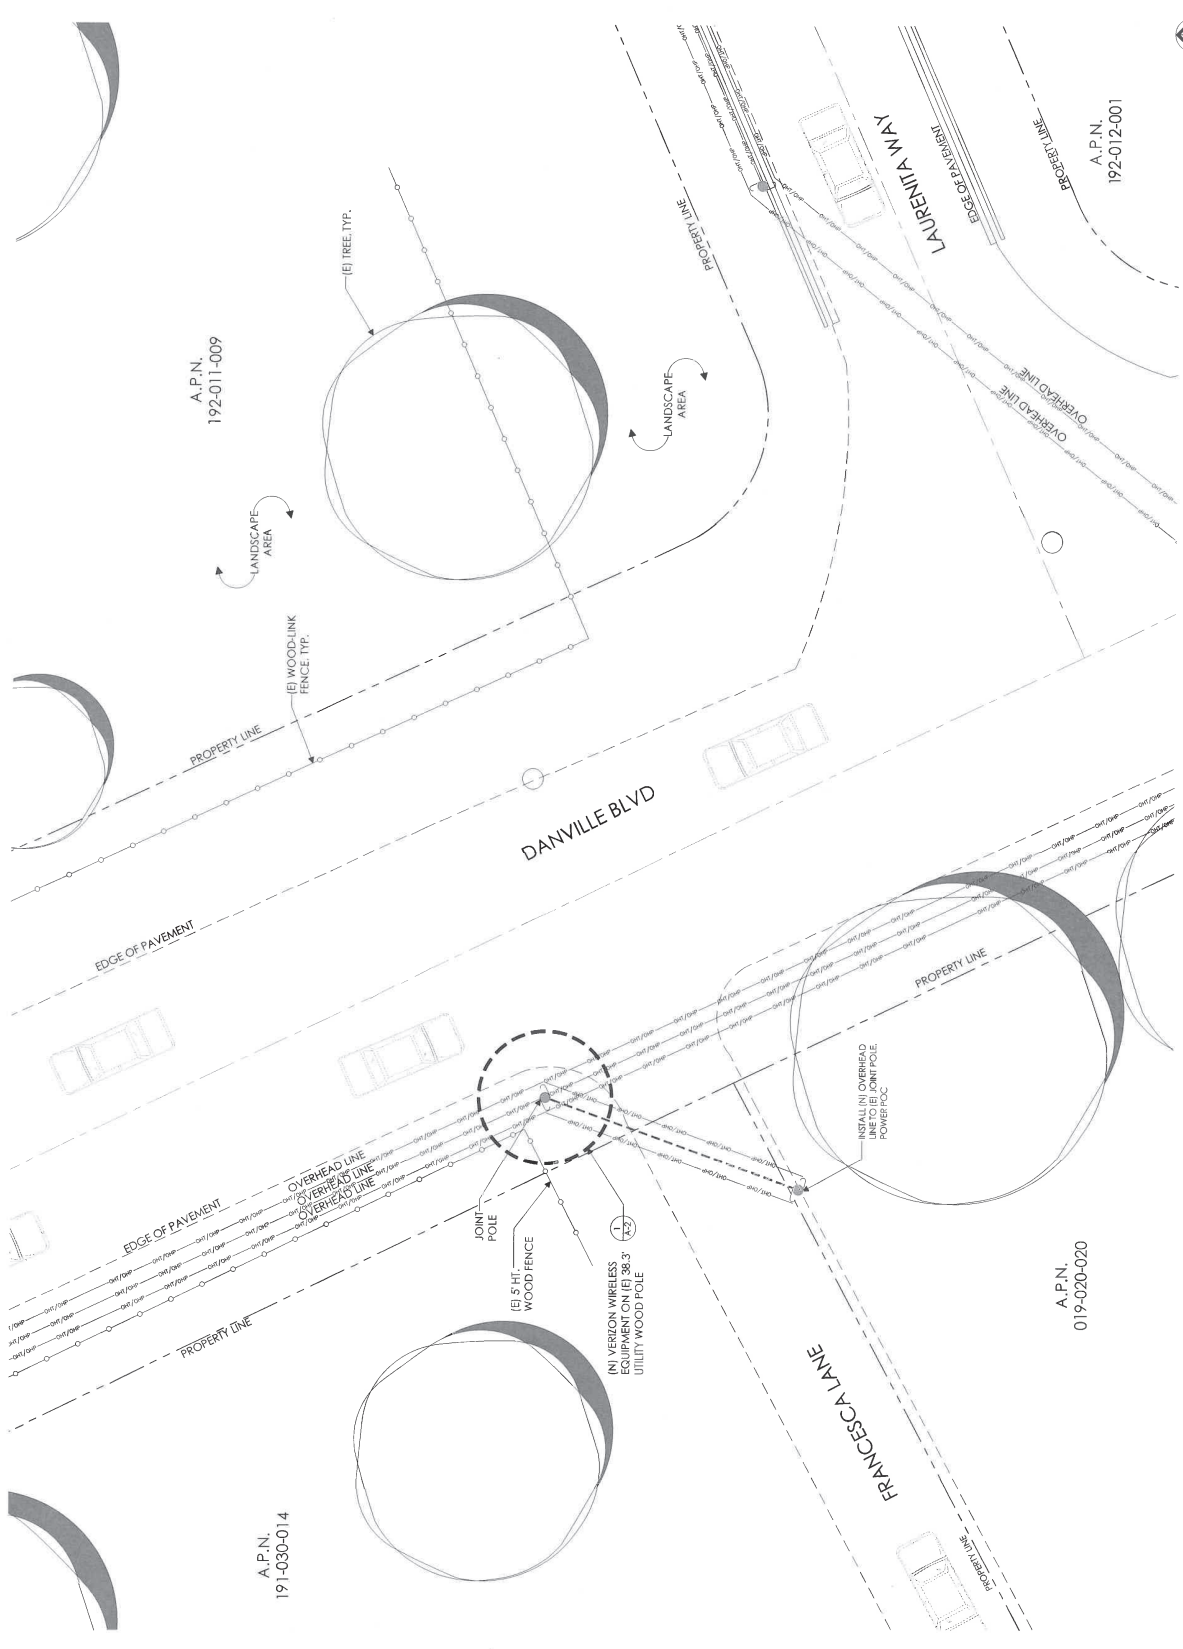 A.P.N.
192-011-009
(E) TREE, TYP.
PROPERTY LINE
LAURENITA WAY
EDGE OF PAVEMENT
PROPERTY LINE
A.P.N.
192-012-001
LANDSCAPE
AREA
LANDSCAPE
AREA
OVERHEAD LINE
OVERHEAD LINE
(E) WOOD-LINK
FENCE, TYP.
PROPERTY LINE
DANVILLE BLVD
EDGE OF PAVEMENT
PROPERTY LINE
INSTALL (N) OVERHEAD
LINE TO (E) JOINT POLE.
POWER POC
EDGE OF PAVEMENT
OVERHEAD LINE
OVERHEAD LINE
OVERHEAD LINE
PROPERTY LINE
JOINT
POLE
(E) 5' HT.
WOOD FENCE
(N) VERIZON WIRELESS
EQUIPMENT ON (E) 38.3'
UTILITY WOOD POLE
1
A-2
A.P.N.
019-020-020
FRANCESCA LANE
A.P.N.
191-030-014
PROPERTY LINE
OHT/OHP